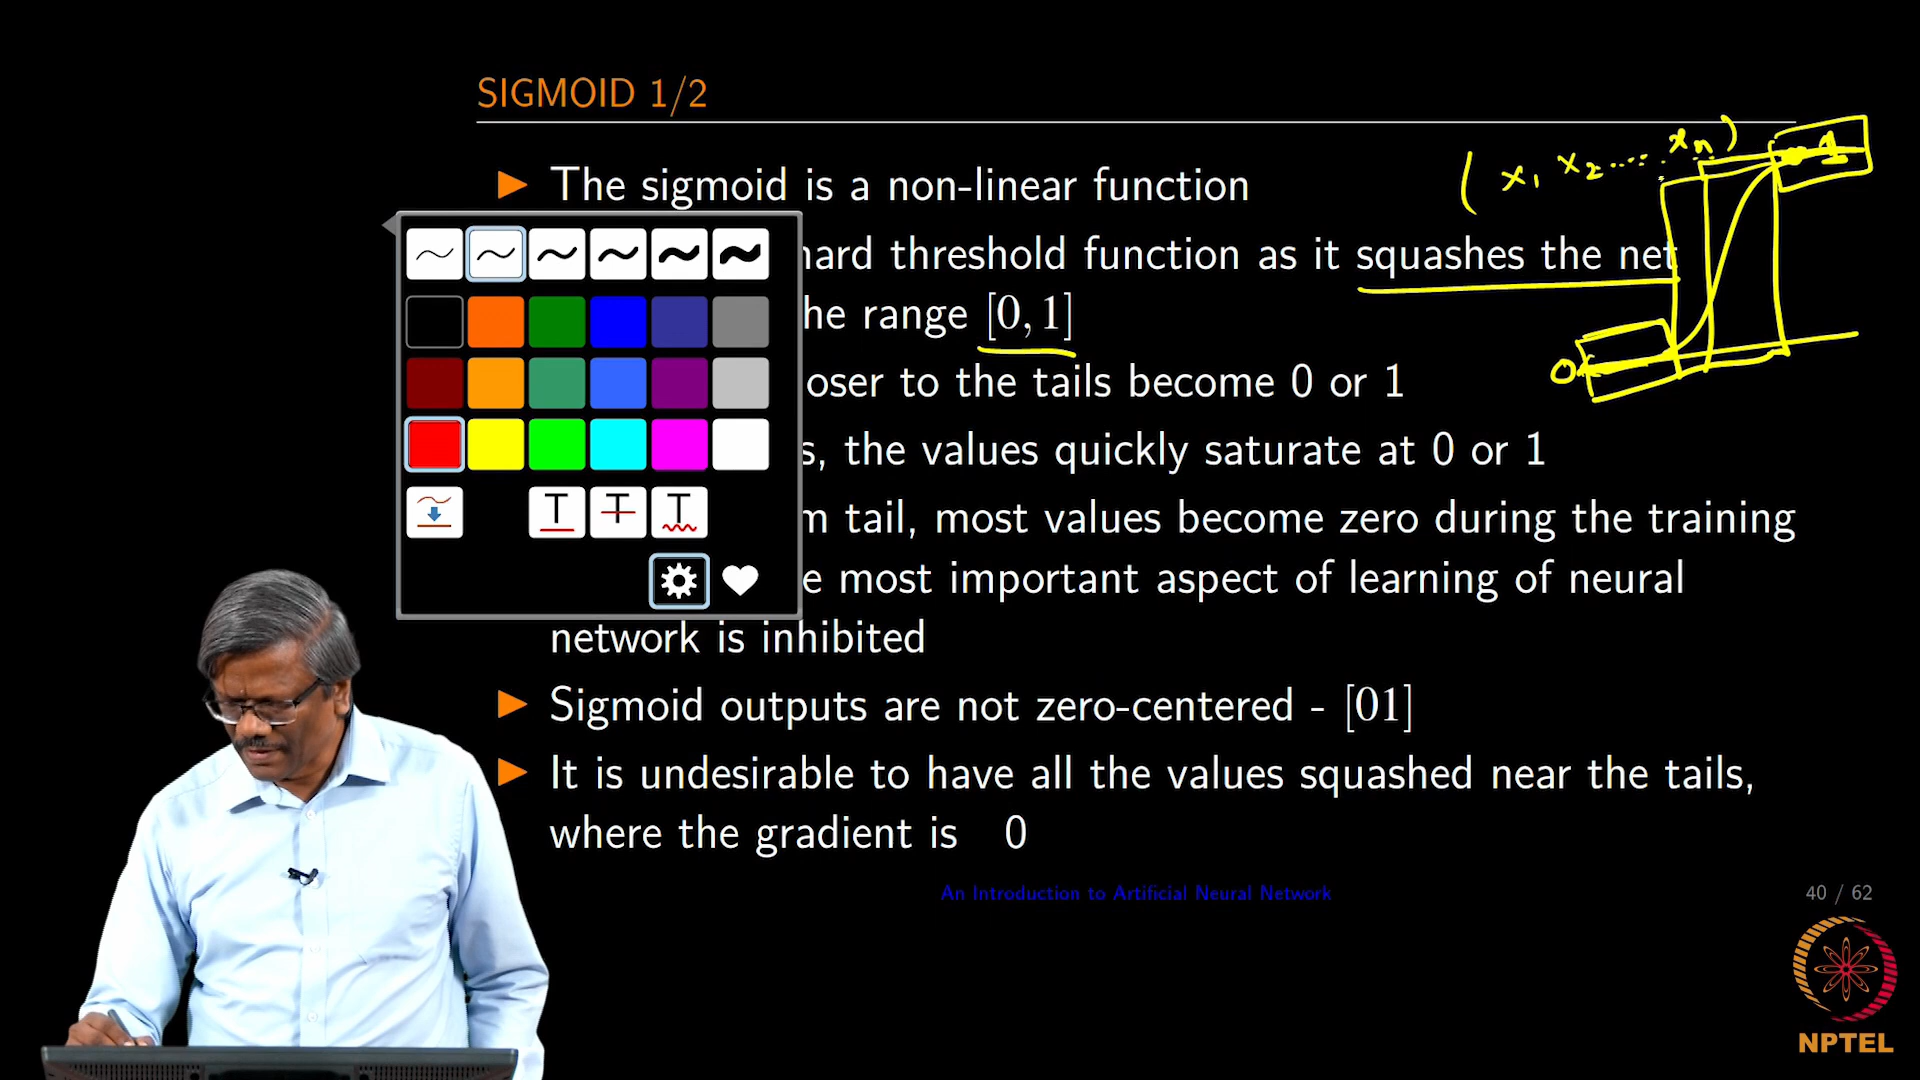 SIGMOID 1/2
( x1 x2 .... xn )
1
The sigmoid is a non-linear function
hard threshold function as it squashes the net
he range [0, 1]
0
oser to the tails become 0 or 1
s, the values quickly saturate at 0 or 1
m tail, most values become zero during the training
e most important aspect of learning of neural
network is inhibited
Sigmoid outputs are not zero-centered - [01]
It is undesirable to have all the values squashed near the tails,
where the gradient is 0
An Introduction to Artificial Neural Network
40 / 62
NPTEL
T T T